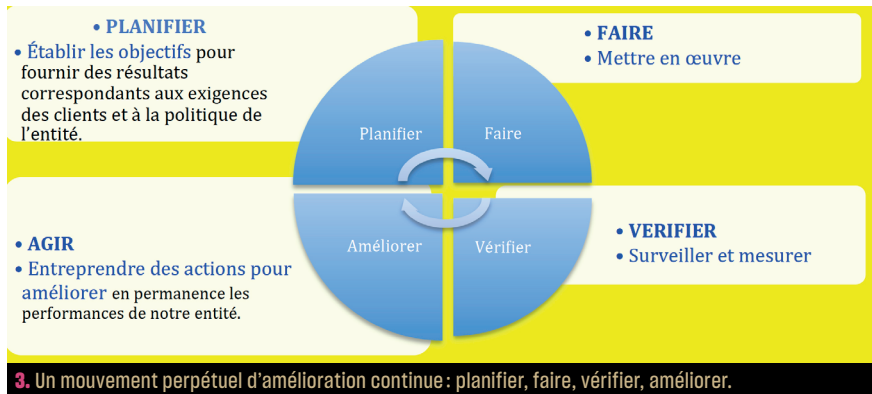 • PLANIFIER
• Établir les objectifs pour
fournir des résultats
correspondants aux exigences
des clients et à la politique de
l’entité.
• FAIRE
• Mettre en œuvre
Planifier
Faire
Améliorer
Vérifier
• AGIR
• Entreprendre des actions pour
améliorer en permanence les
performances de notre entité.
• VERIFIER
• Surveiller et mesurer
3. Un mouvement perpétuel d’amélioration continue : planifier, faire, vérifier, améliorer.